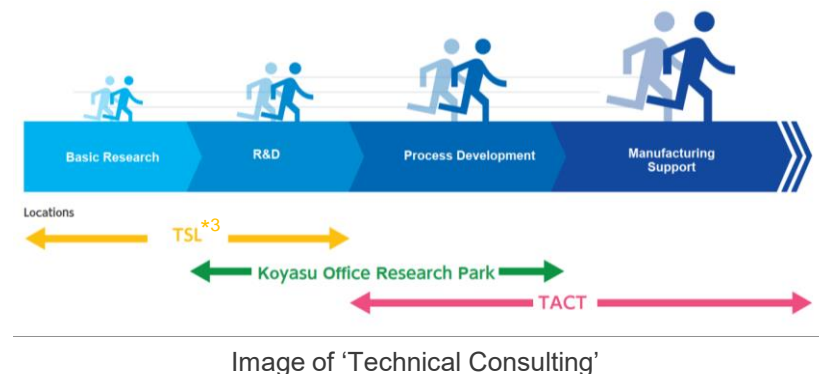 Basic Research
R&D
Process Development
Manufacturing
Support
Locations
TSL*3
Koyasu Office Research Park
TACT
Image of ‘Technical Consulting’